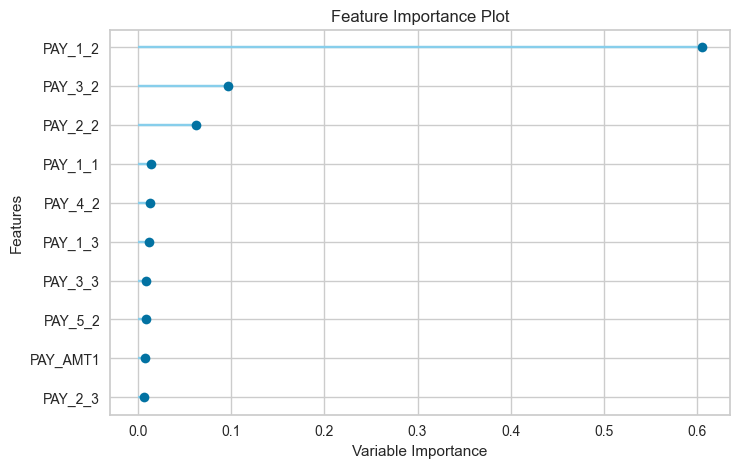 Feature Importance Plot
PAY_1_2
PAY_3_2
PAY_2_2
PAY_1_1
PAY_4_2
PAY_1_3
PAY_3_3
PAY_5_2
PAY_AMT1
PAY_2_3
Features
0.0 0.1 0.2 0.3 0.4 0.5 0.6
Variable Importance